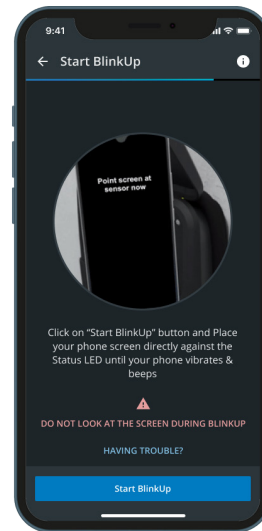 9:41
Start BlinkUp
Point screen at
sensor now
Click on "Start BlinkUp" button and Place
your phone screen directly against the
Status LED until your phone vibrates &
beeps
DO NOT LOOK AT THE SCREEN DURING BLINKUP
HAVING TROUBLE?
Start BlinkUp